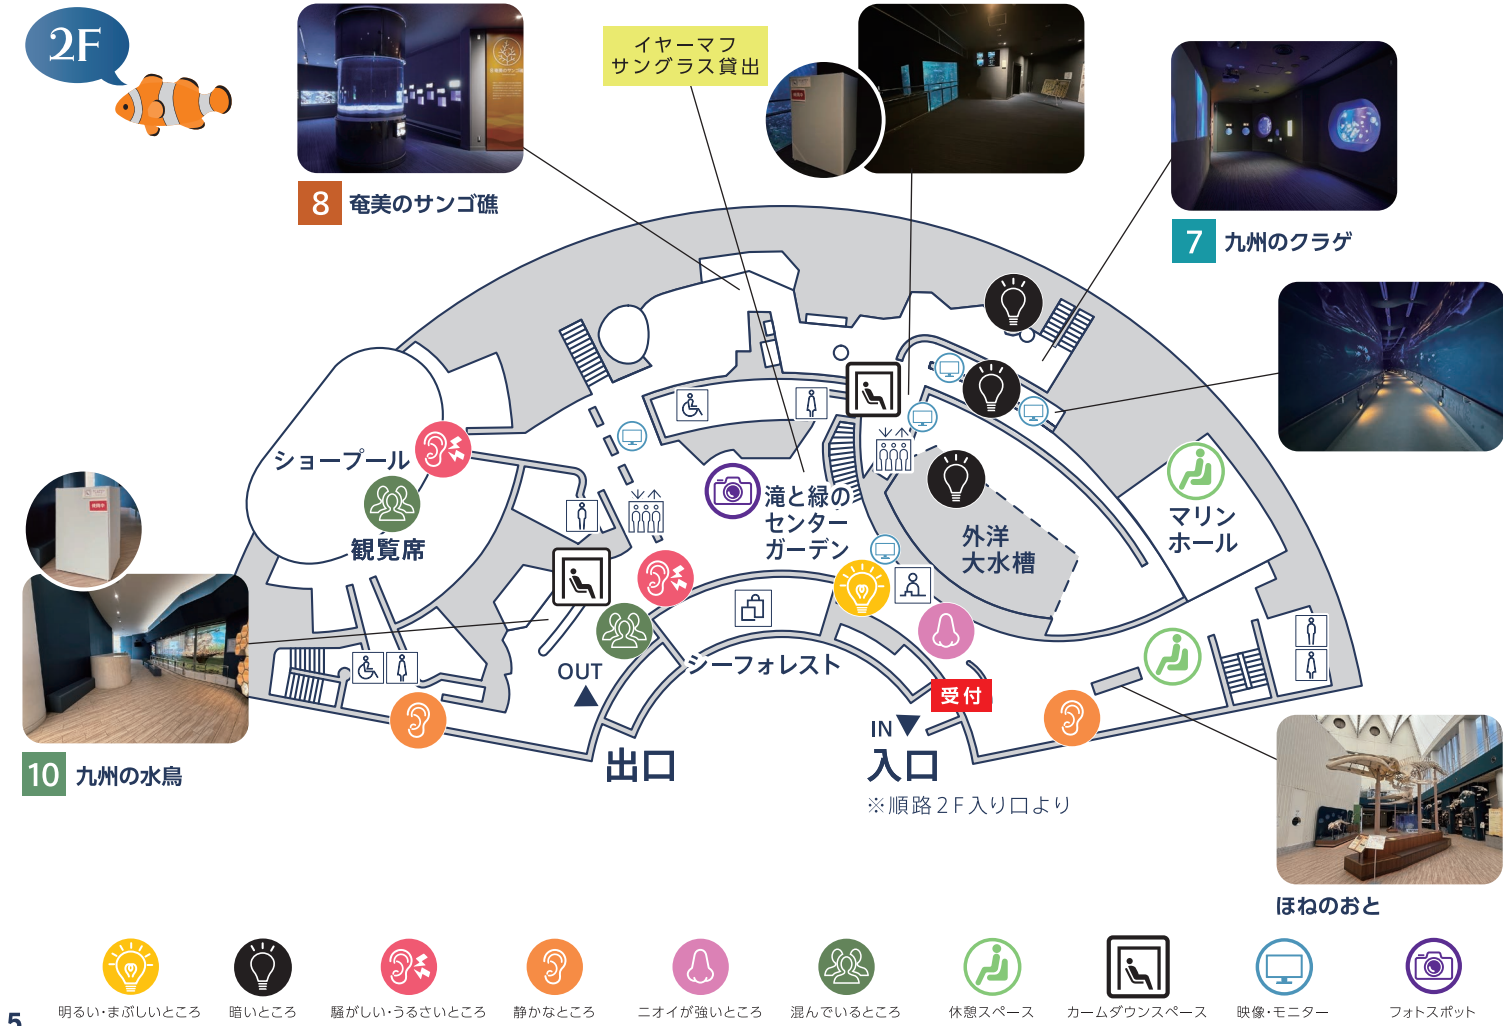 2F
イヤーマフ
サングラス貸出
8 奄美のサンゴ礁
7 九州のクラゲ
ショープール
観覧席
滝と緑の
センター
ガーデン
外洋
大水槽
マリン
ホール
シーフォレスト
OUT
出口
受付
IN
入口
※順路2F入り口より
10 九州の水鳥
ほねのおと
明るい・まぶしいところ
暗いところ
騒がしい・うるさいところ
静かなところ
ニオイが強いところ
混んでいるところ
休憩スペース
カームダウンスペース
映像・モニター
フォトスポット
5